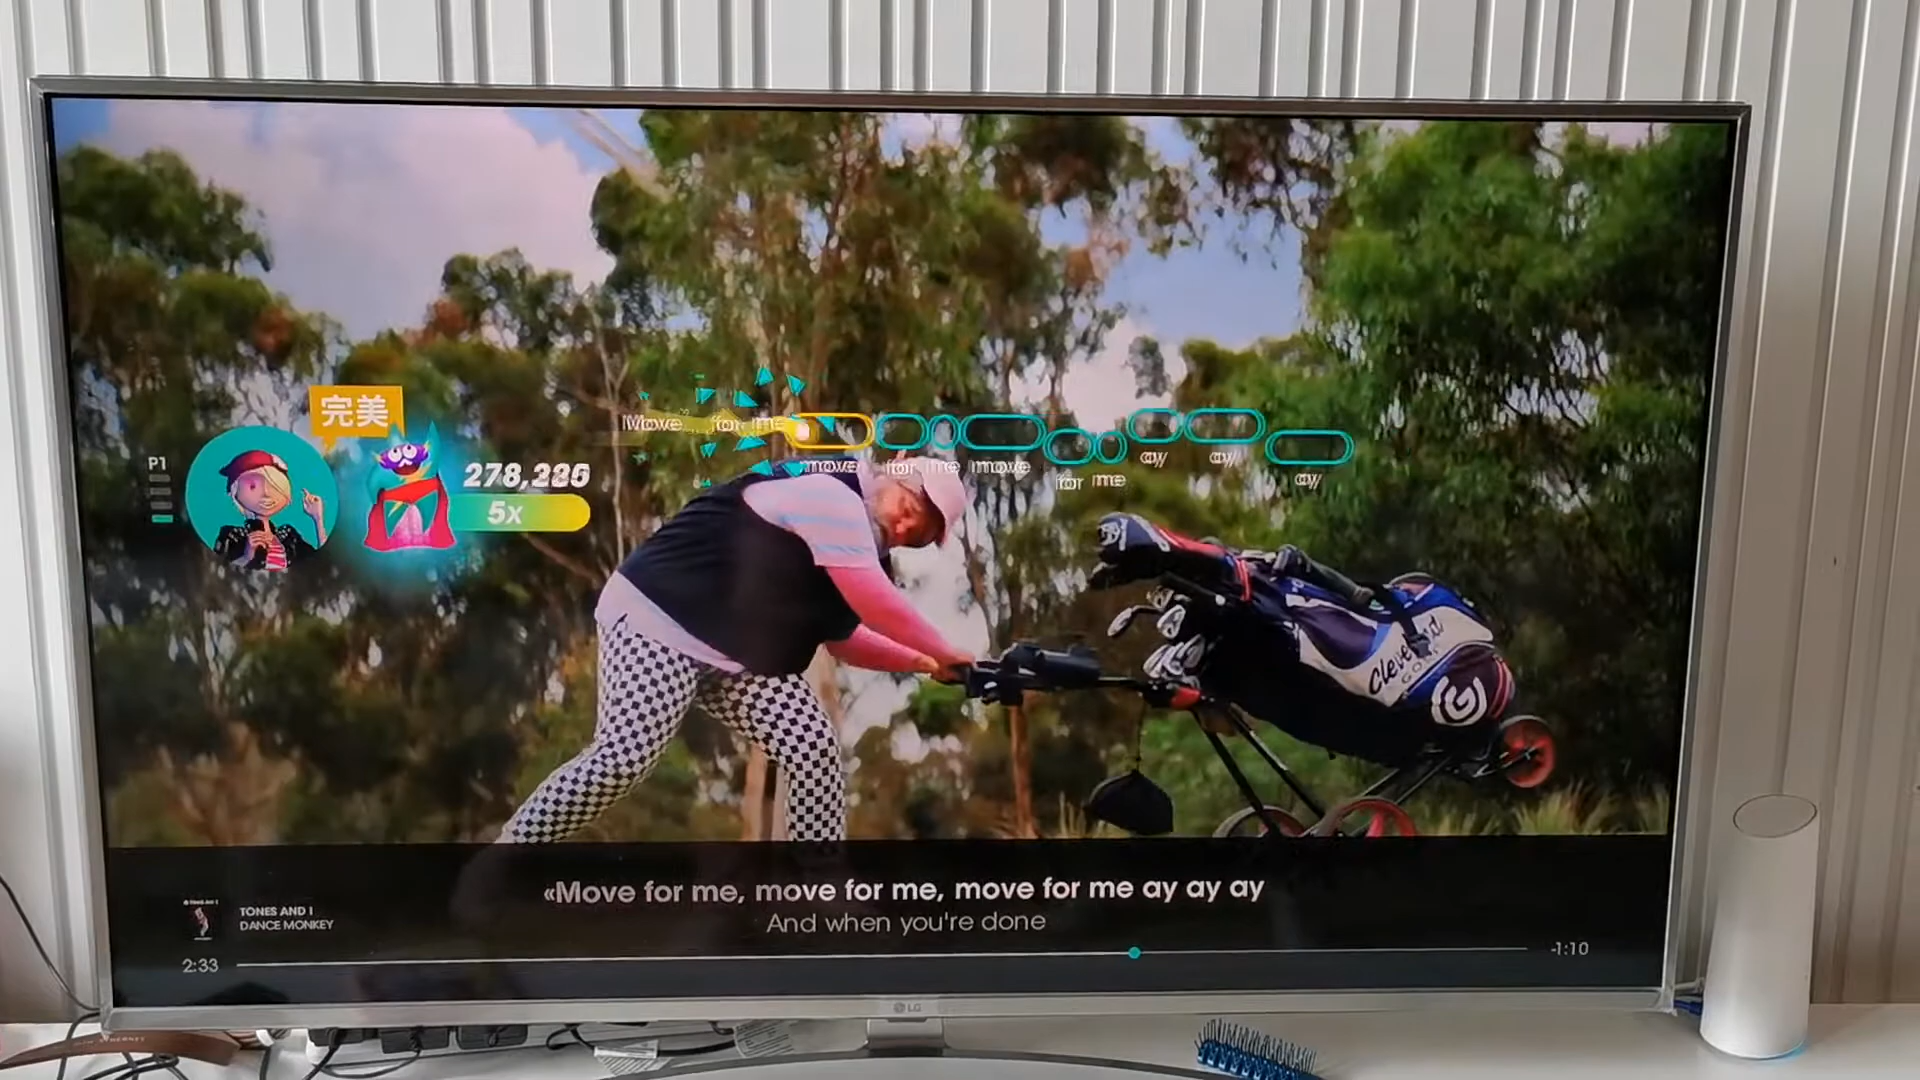 完美
P1
278,286
5x
Move for me
move for me move
for me
ay ay
ay
Cleveland
GOLF
«Move for me, move for me, move for me ay ay ay
And when you're done
TONES AND I
DANCE MONKEY
2:33
-1:10
LG